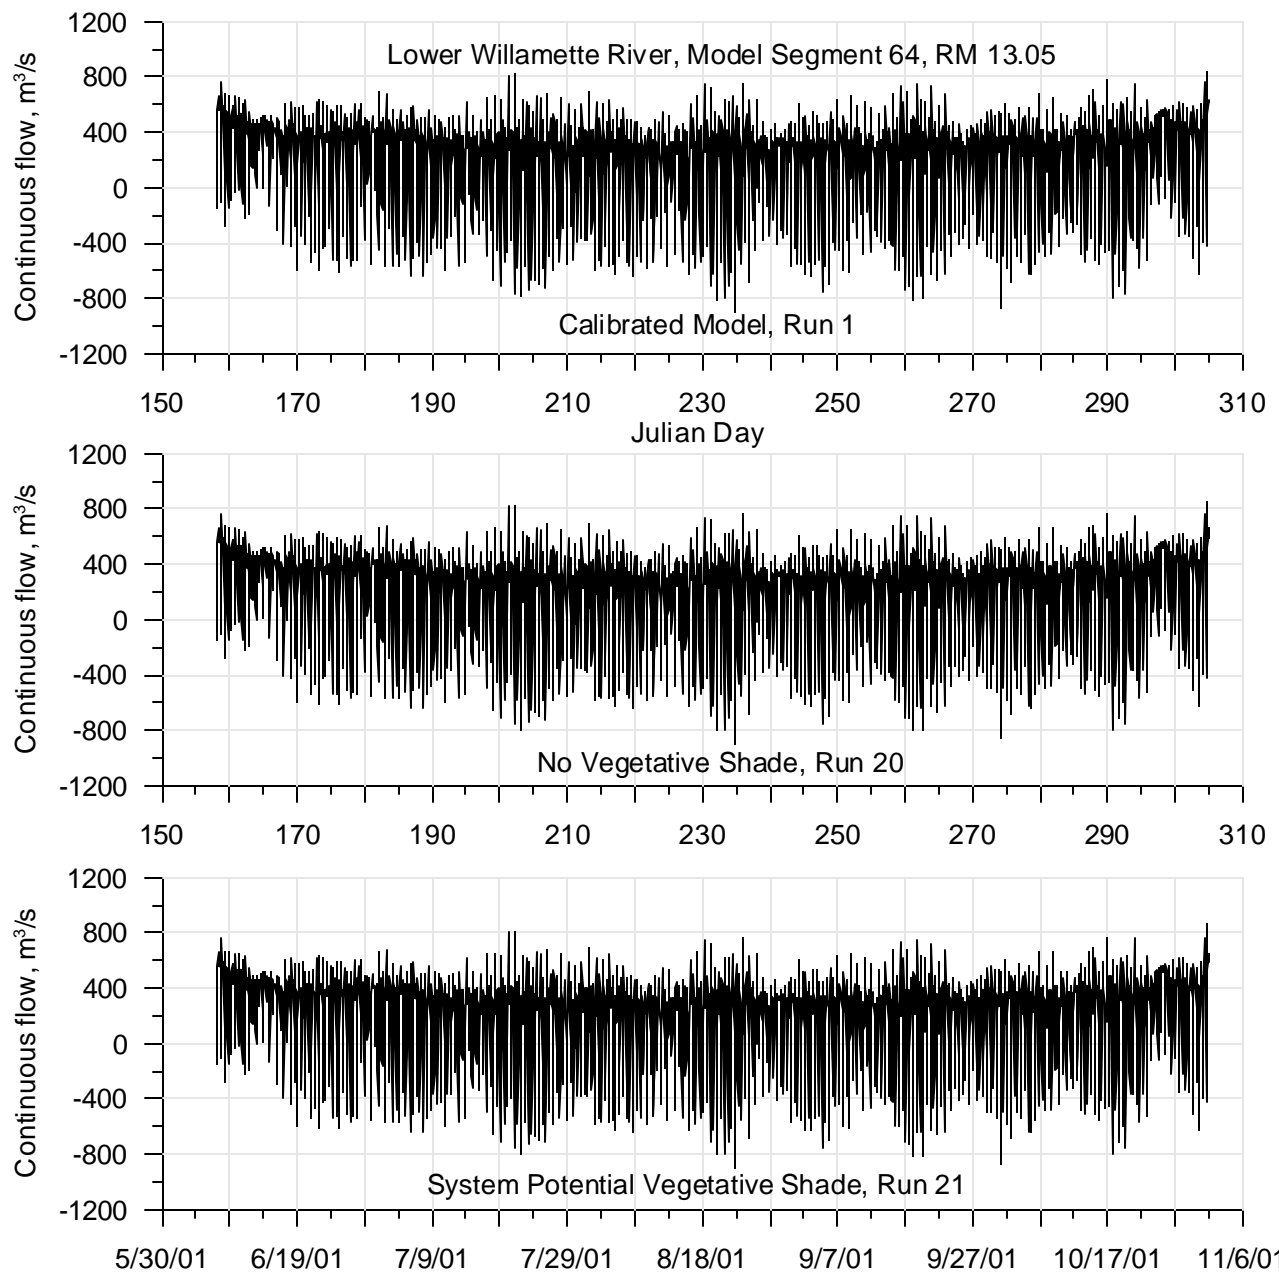 1200
Lower Willamette River, Model Segment 64, RM 13.05
800
400
0
-400
-800
Calibrated Model, Run 1
-1200
Continuous flow, m³/s
150 170 190 210 230 250 270 290 310
Julian Day
1200
800
400
0
-400
-800
No Vegetative Shade, Run 20
-1200
Continuous flow, m³/s
150 170 190 210 230 250 270 290 310
1200
800
400
0
-400
-800
System Potential Vegetative Shade, Run 21
-1200
Continuous flow, m³/s
5/30/01 6/19/01 7/9/01 7/29/01 8/18/01 9/7/01 9/27/01 10/17/01 11/6/01